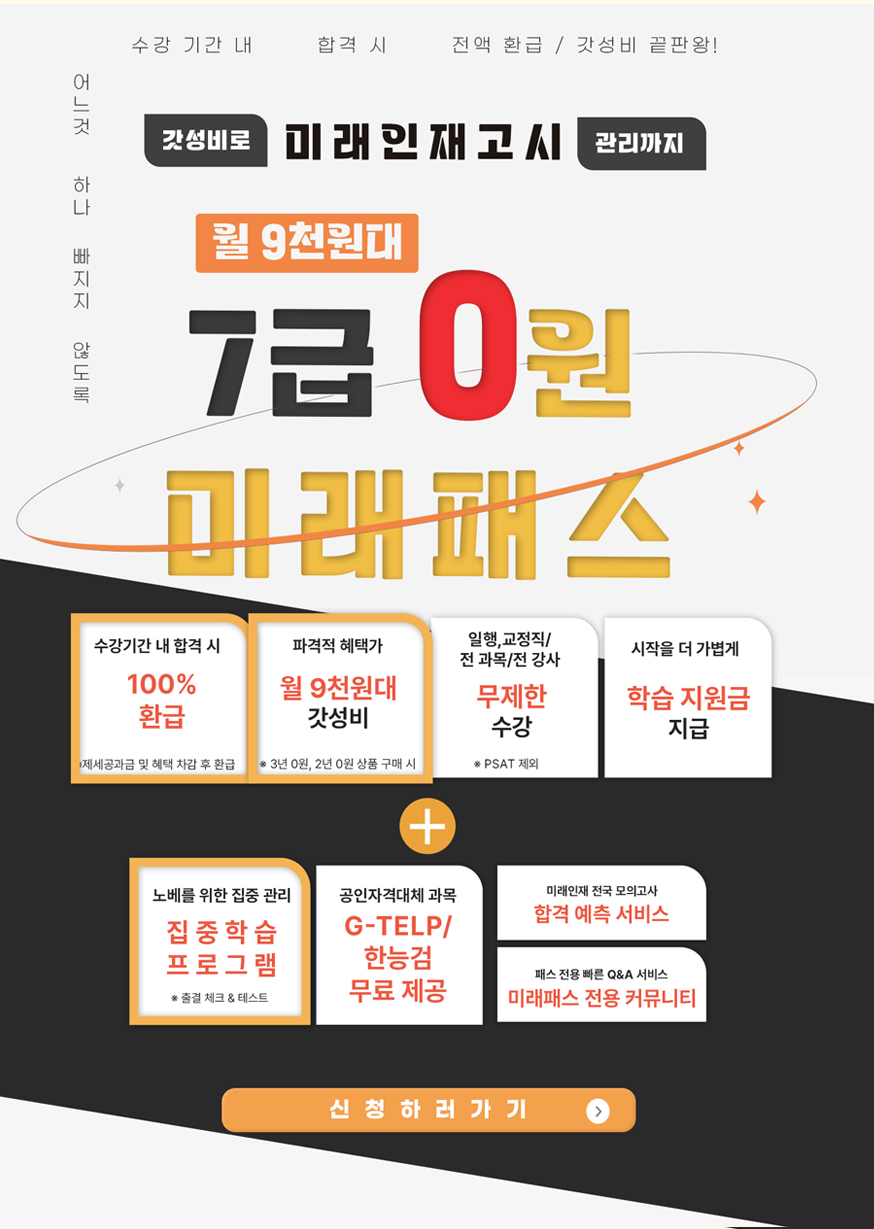 수강 기간 내 합격 시 전액 환급 / 갓성비 끝판왕!
어느것 하나 빠지지 않도록
갓성비로 미래인재고시 관리까지
월 9천원대
7급 0원
미래패스
수강기간 내 합격 시
100%
환급
제세공과금 및 혜택 차감 후 환급
파격적 혜택가
월 9천원대
갓성비
※ 3년 0원, 2년 0원 상품 구매 시
일행,교정직/
전 과목/전 강사
무제한
수강
※ PSAT 제외
시작을 더 가볍게
학습 지원금
지급
+
노베를 위한 집중 관리
집중학습
프로그램
※ 출결 체크 & 테스트
공인자격대체 과목
G-TELP/
한능검
무료 제공
미래인재 전국 모의고사
합격 예측 서비스
패스 전용 빠른 Q&A 서비스
미래패스 전용 커뮤니티
신청하러가기